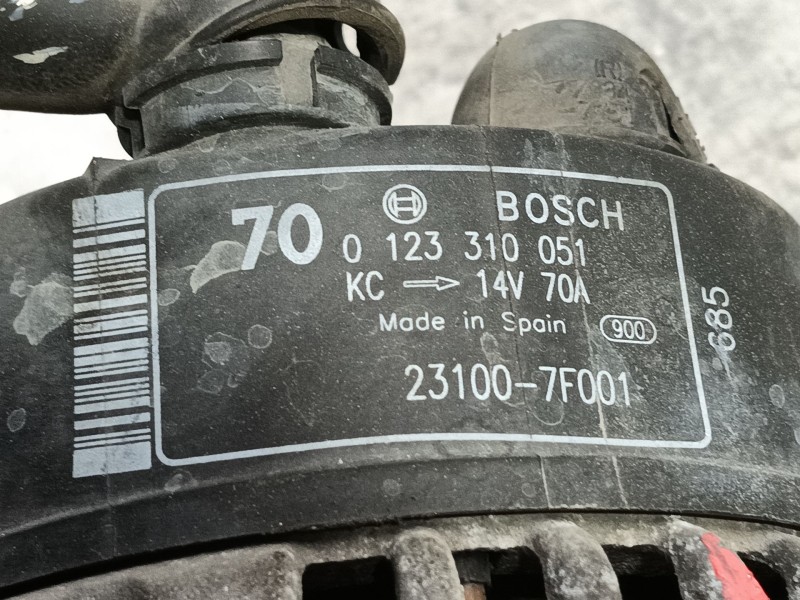 70 BOSCH
0 123 310 051
KC → 14V 70A
Made in Spain 900
23100-7F001
685